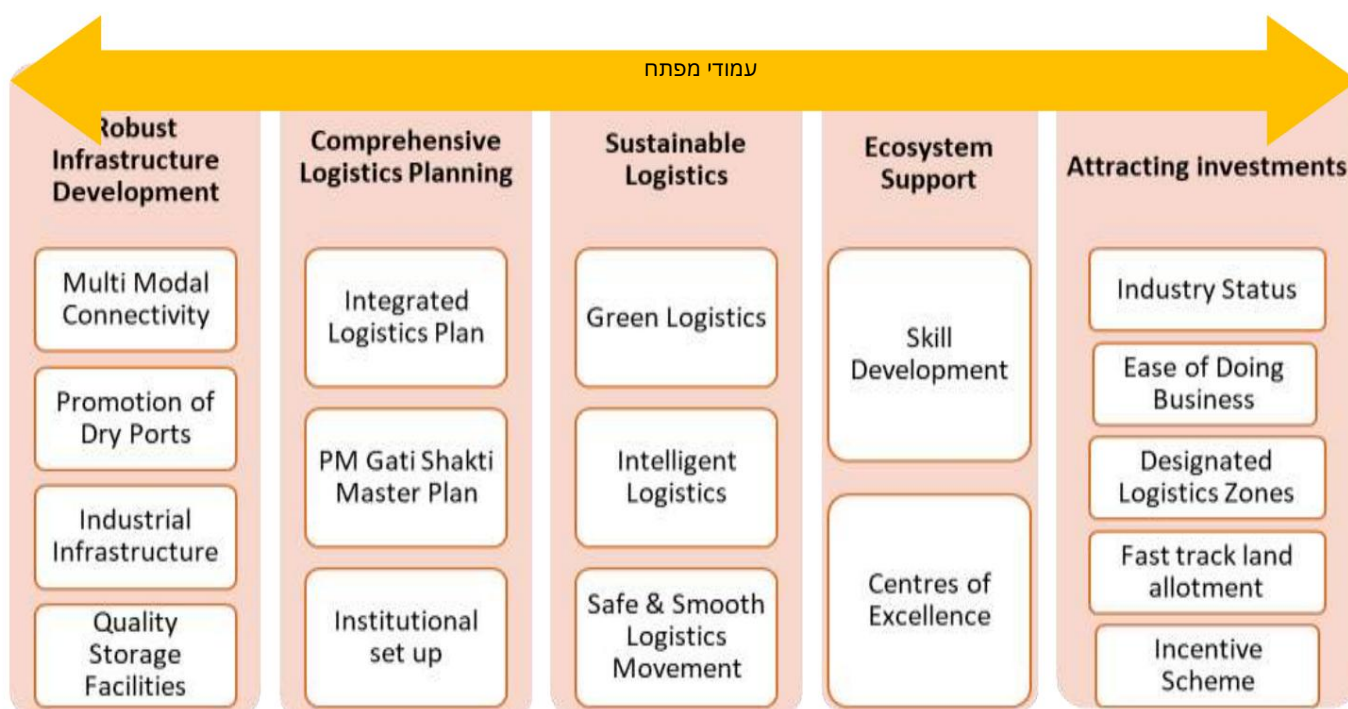 עמודי מפתח
Robust
Infrastructure
Development
Multi Modal
Connectivity
Promotion of
Dry Ports
Industrial
Infrastructure
Quality
Storage
Facilities
Comprehensive
Logistics Planning
Integrated
Logistics Plan
PM Gati Shakti
Master Plan
Institutional
set up
Sustainable
Logistics
Green Logistics
Intelligent
Logistics
Safe & Smooth
Logistics
Movement
Ecosystem
Support
Skill
Development
Centres of
Excellence
Attracting investments
Industry Status
Ease of Doing
Business
Designated
Logistics Zones
Fast track land
allotment
Incentive
Scheme